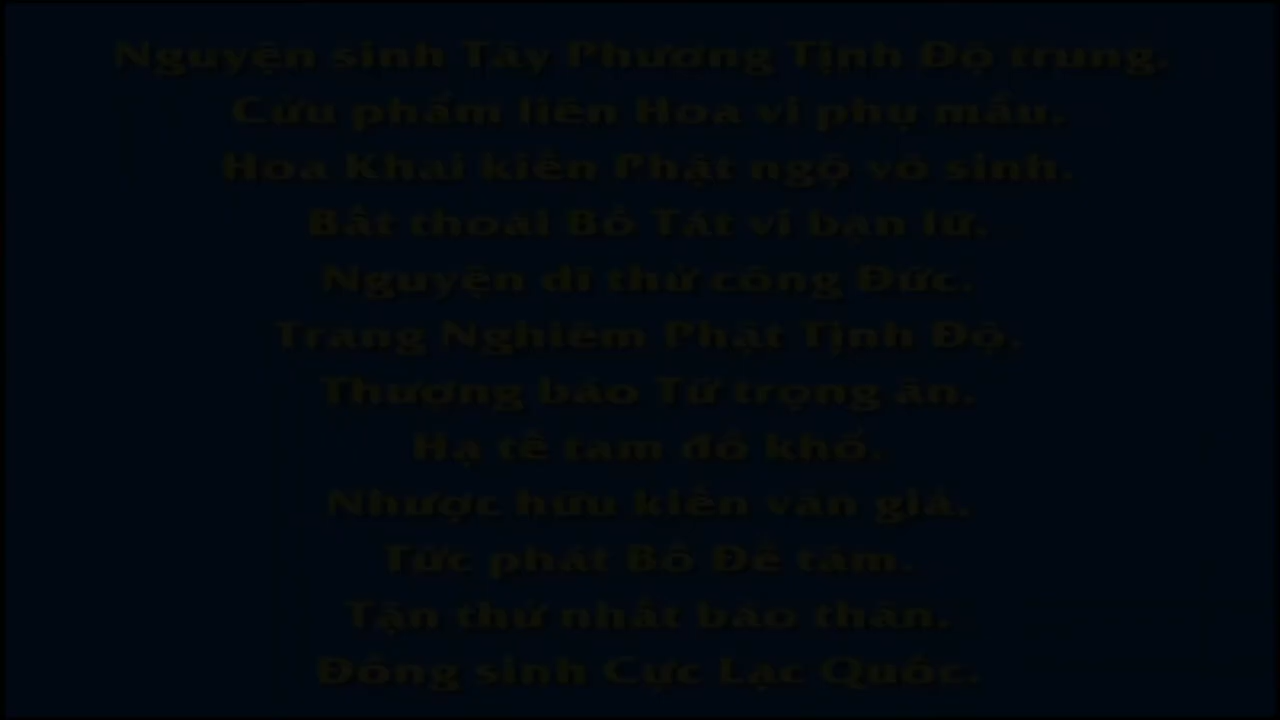 Nguyện sinh Tây Phương Tịnh Độ trung.
Cửu phẩm liên Hoa vi phụ mẫu.
Hoa Khai kiến Phật ngộ vô sinh.
Bất thoái Bồ Tát vi bạn lữ.
Nguyện dĩ thử công Đức.
Trang Nghiêm Phật Tịnh Độ.
Thượng báo Tứ trọng ân.
Hạ tế tam đồ khổ.
Nhược hữu kiến văn giả.
Tức phát Bồ Đề tâm.
Tận thử nhất báo thân.
Đồng sinh Cực Lạc Quốc.